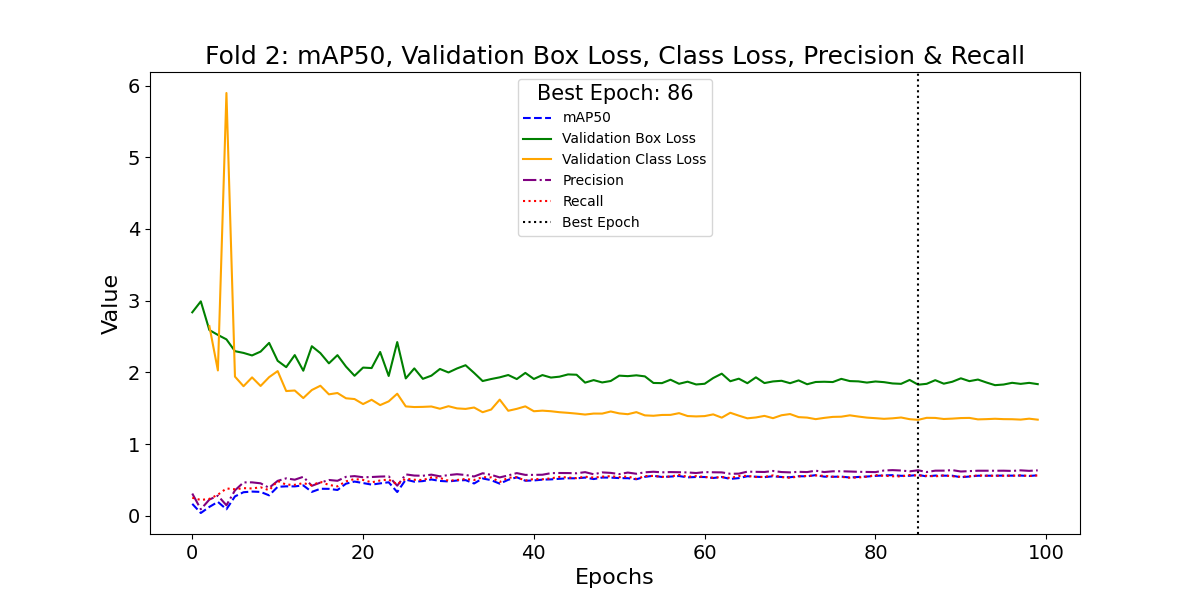 Fold 2: mAP50, Validation Box Loss, Class Loss, Precision & Recall
Best Epoch: 86
mAP50
Validation Box Loss
Validation Class Loss
Precision
Recall
Best Epoch
Value
6
5
4
3
2
1
0
0 20 40 60 80 100
Epochs